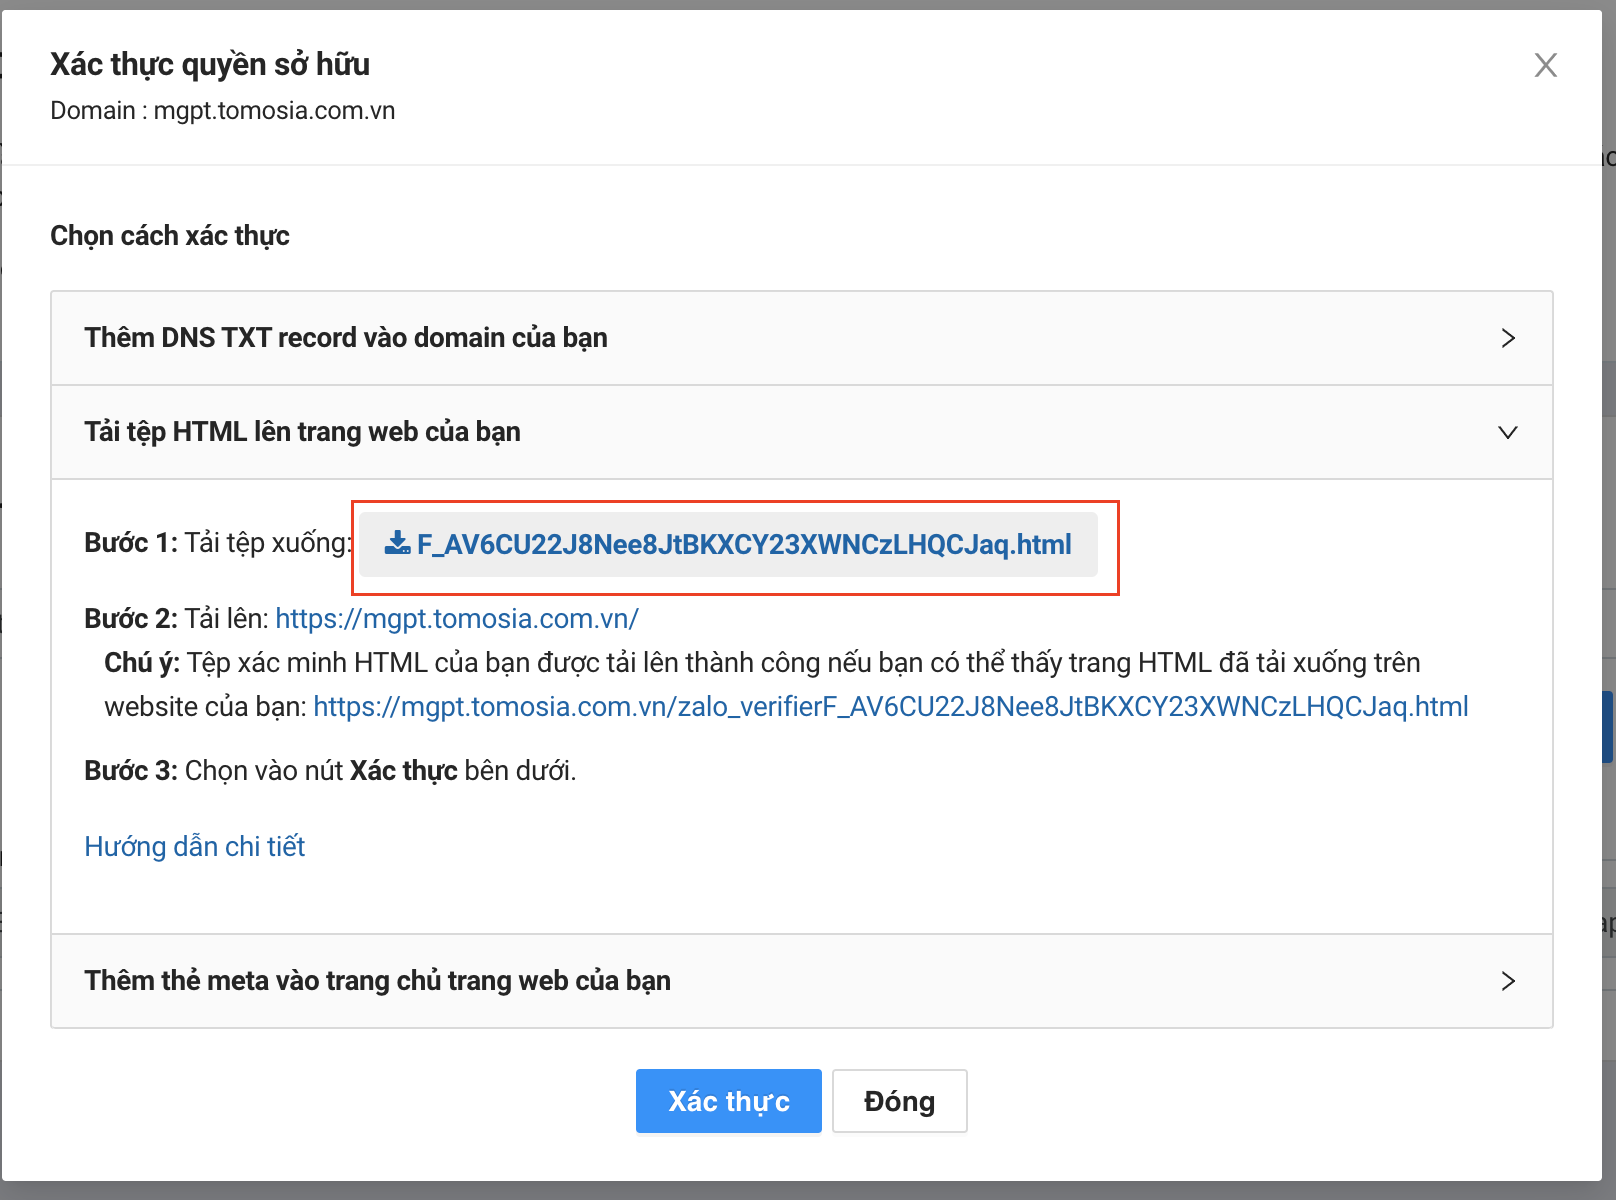 Xác thực quyền sở hữu
Domain : mgpt.tomosia.com.vn
Chọn cách xác thực
Thêm DNS TXT record vào domain của bạn
Tải tệp HTML lên trang web của bạn
Bước 1: Tải tệp xuống: F_AV6CU22J8Nee8JtBKXCY23XWNCzLHQCJaq.html
Bước 2: Tải lên: https://mgpt.tomosia.com.vn/
Chú ý: Tệp xác minh HTML của bạn được tải lên thành công nếu bạn có thể thấy trang HTML đã tải xuống trên
website của bạn: https://mgpt.tomosia.com.vn/zalo_verifierF_AV6CU22J8Nee8JtBKXCY23XWNCzLHQCJaq.html
Bước 3: Chọn vào nút Xác thực bên dưới.
Hướng dẫn chi tiết
Thêm thẻ meta vào trang chủ trang web của bạn
Xác thực
Đóng